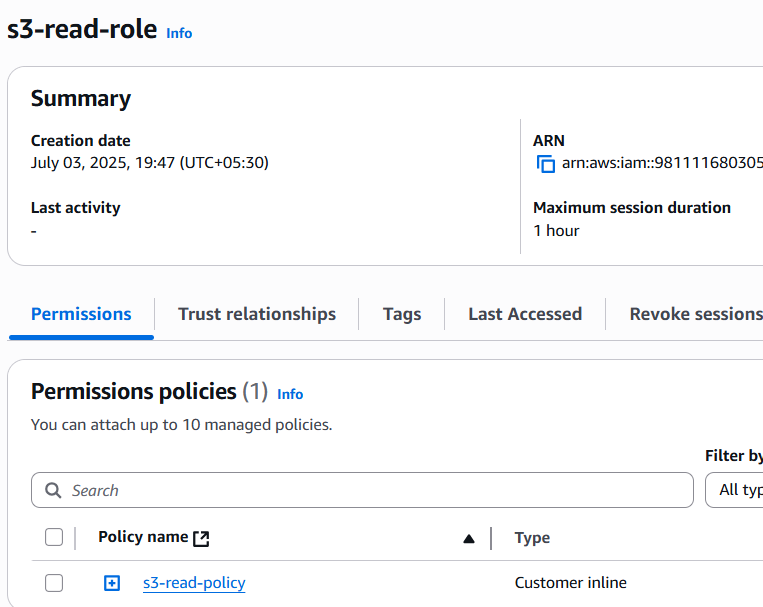 s3-read-role Info
Summary
Creation date
July 03, 2025, 19:47 (UTC+05:30)
ARN
arn:aws:iam::981111680305
Last activity
-
Maximum session duration
1 hour
Permissions
Trust relationships
Tags
Last Accessed
Revoke sessions
Permissions policies (1) Info
You can attach up to 10 managed policies.
Filter by
Search
All typ
Policy name
Type
s3-read-policy
Customer inline